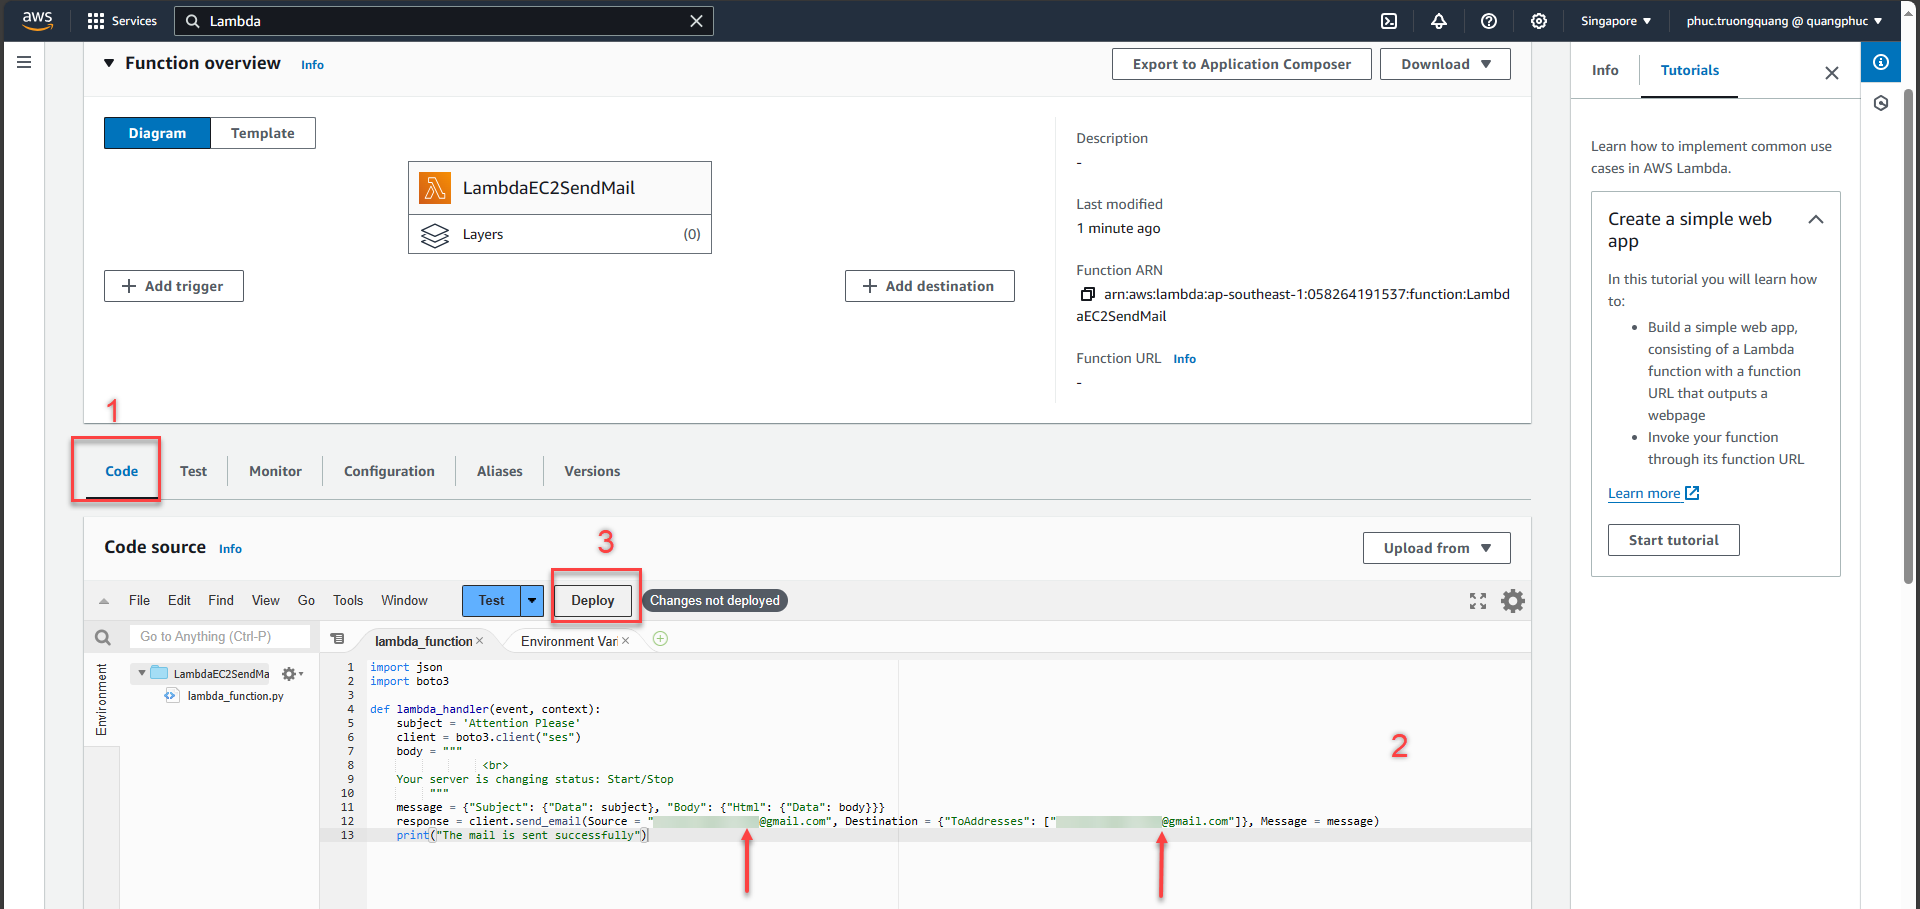 aws
Services
Lambda
Singapore
phuc.truongquang @ quangphuc
Function overview
Info
Export to Application Composer
Download
Diagram
Template
LambdaEC2SendMail
Layers
(0)
Add trigger
Add destination
Description
-
Last modified
1 minute ago
Function ARN
arn:aws:lambda:ap-southeast-1:058264191537:function:Lambd
aEC2SendMail
Function URL Info
-
1
Code
Test
Monitor
Configuration
Aliases
Versions
Code source Info
3
Upload from
File Edit Find View Go Tools Window
Test
Deploy
Changes not deployed
Go to Anything (Ctrl-P)
lambda_function
Environment Var
Environment
LambdaEC2SendMa
lambda_function.py
1 import json
2 import boto3
3
4 def lambda_handler(event, context):
5 subject = 'Attention Please'
6 client = boto3.client("ses")
7 body = """
8 <br>
9 Your server is changing status: Start/Stop
10 """
11 message = {"Subject": {"Data": subject}, "Body": {"Html": {"Data": body}}}
12 response = client.send_email(Source = "@gmail.com", Destination = {"ToAddresses": ["@gmail.com"]}, Message = message)
13 print("The mail is sent successfully")
2
Info
Tutorials
Learn how to implement common use
cases in AWS Lambda.
Create a simple web
app
In this tutorial you will learn how
to:
• Build a simple web app,
consisting of a Lambda
function with a function
URL that outputs a
webpage
• Invoke your function
through its function URL
Learn more
Start tutorial